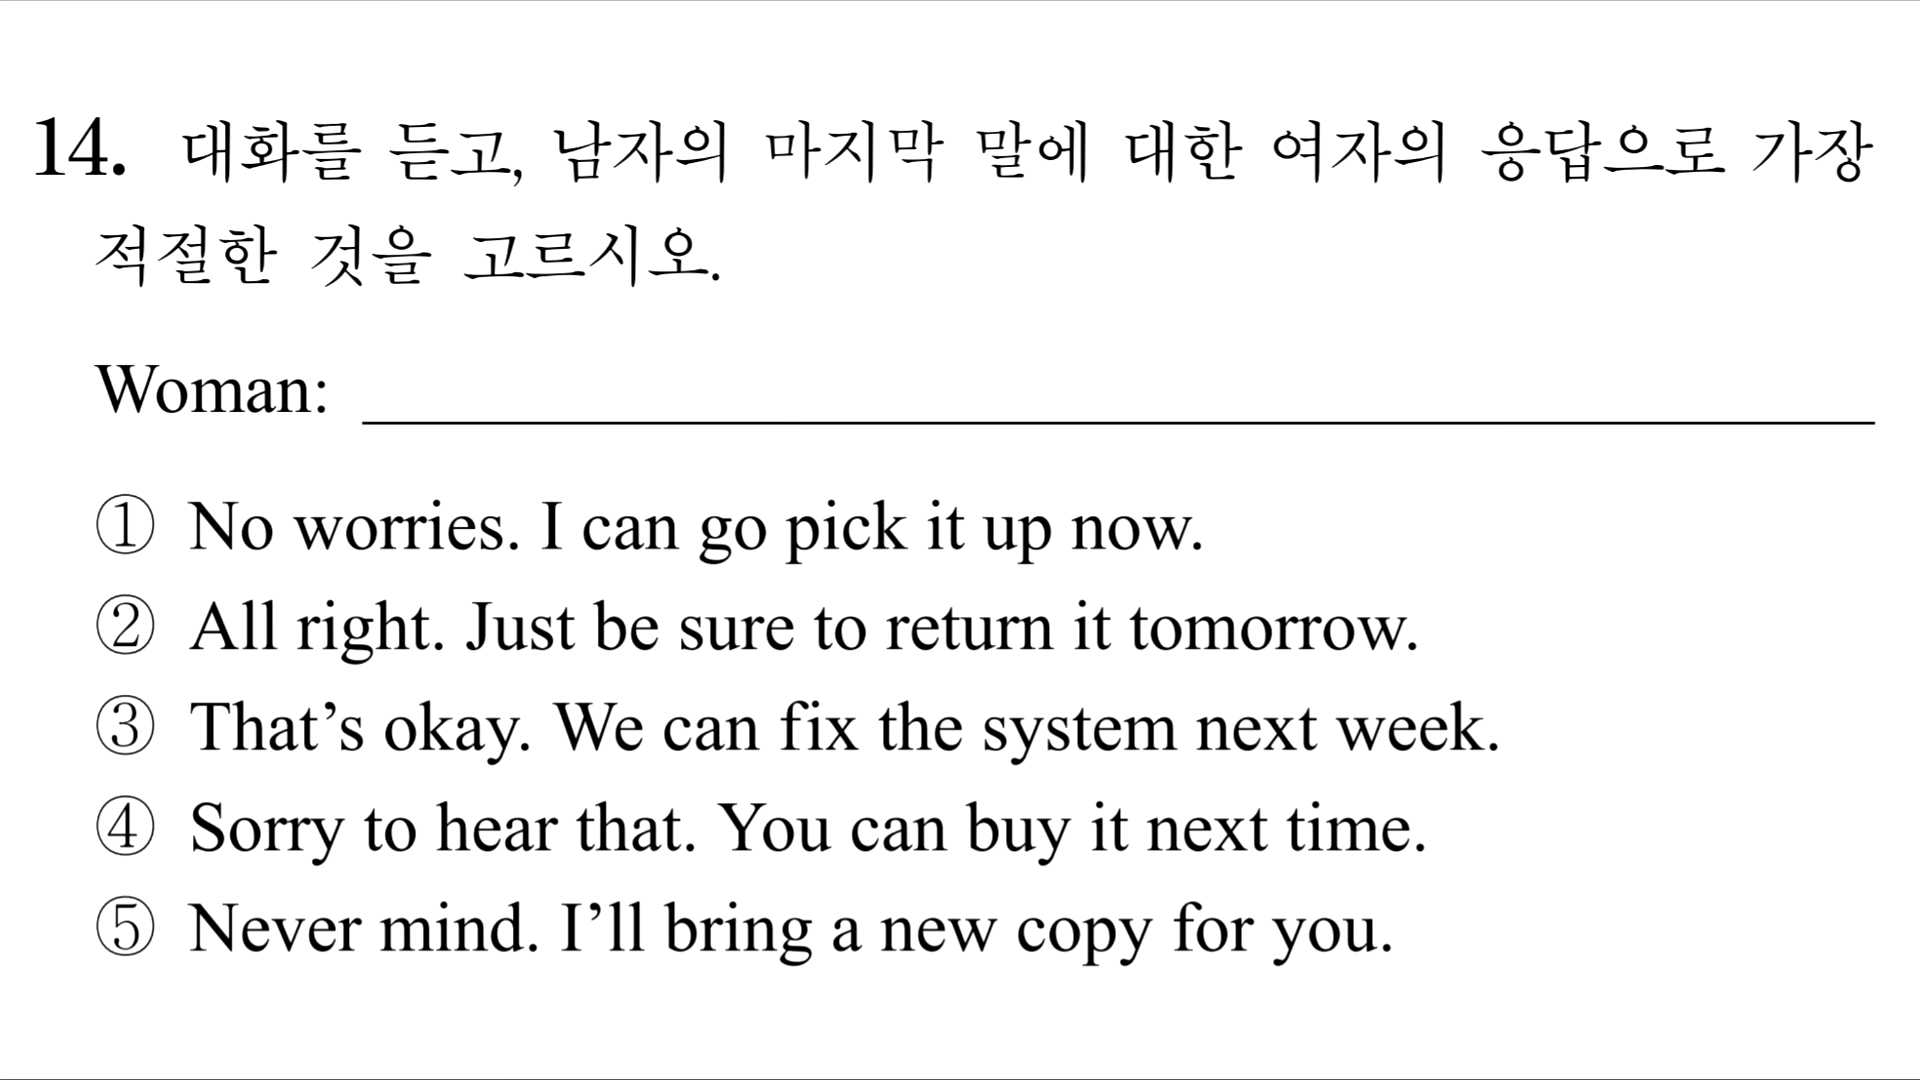 14. 대화를 듣고, 남자의 마지막 말에 대한 여자의 응답으로 가장
적절한 것을 고르시오.
Woman:
① No worries. I can go pick it up now.
② All right. Just be sure to return it tomorrow.
③ That’s okay. We can fix the system next week.
④ Sorry to hear that. You can buy it next time.
⑤ Never mind. I’ll bring a new copy for you.